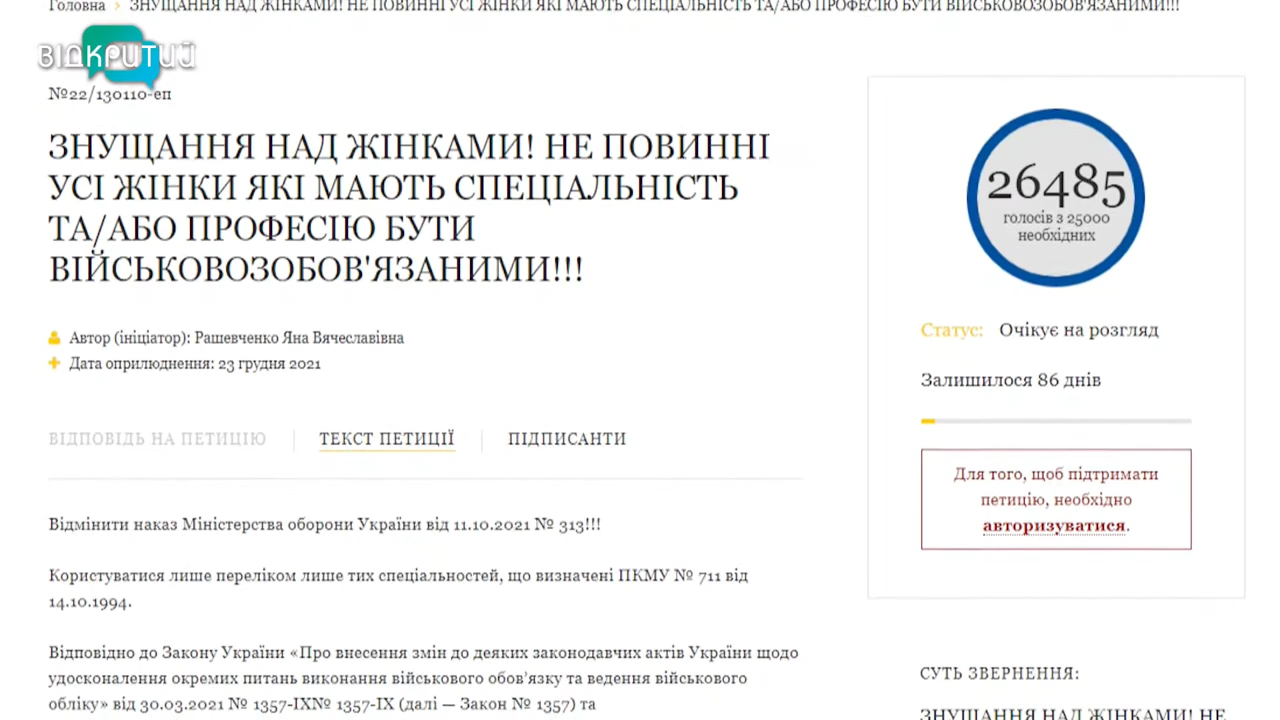 Головна › ЗНУЩАННЯ НАД ЖІНКАМИ! НЕ ПОВИННІ УСІ ЖІНКИ ЯКІ МАЮТЬ СПЕЦІАЛЬНІСТЬ ТА/АБО ПРОФЕСІЮ БУТИ ВІЙСЬКОВОЗОБОВ'ЯЗАНИМИ!!!
ВІДКРИТИЙ
№22/130110-еп
ЗНУЩАННЯ НАД ЖІНКАМИ! НЕ ПОВИННІ
УСІ ЖІНКИ ЯКІ МАЮТЬ СПЕЦІАЛЬНІСТЬ
ТА/АБО ПРОФЕСІЮ БУТИ
ВІЙСЬКОВОЗОБОВ'ЯЗАНИМИ!!!
Автор (ініціатор): Рашевченко Яна Вячеславівна
Дата оприлюднення: 23 грудня 2021
ВІДПОВІДЬ НА ПЕТИЦІЮ
ТЕКСТ ПЕТИЦІЇ
ПІДПИСАНТИ
Відмінити наказ Міністерства оборони України від 11.10.2021 № 313!!!
Користуватися лише переліком лише тих спеціальностей, що визначені ПКМУ № 711 від
14.10.1994.
Відповідно до Закону України «Про внесення змін до деяких законодавчих актів України щодо
удосконалення окремих питань виконання військового обов’язку та ведення військового
обліку» від 30.03.2021 № 1357-IX№ 1357-IX (далі — Закон № 1357) та
26485
голосів з 25000
необхідних
Статус: Очікує на розгляд
Залишилося 86 днів
Для того, щоб підтримати
петицію, необхідно
авторизуватися.
СУТЬ ЗВЕРНЕННЯ:
ЗНУЩАННЯ НАД ЖІНКАМИ! НЕ